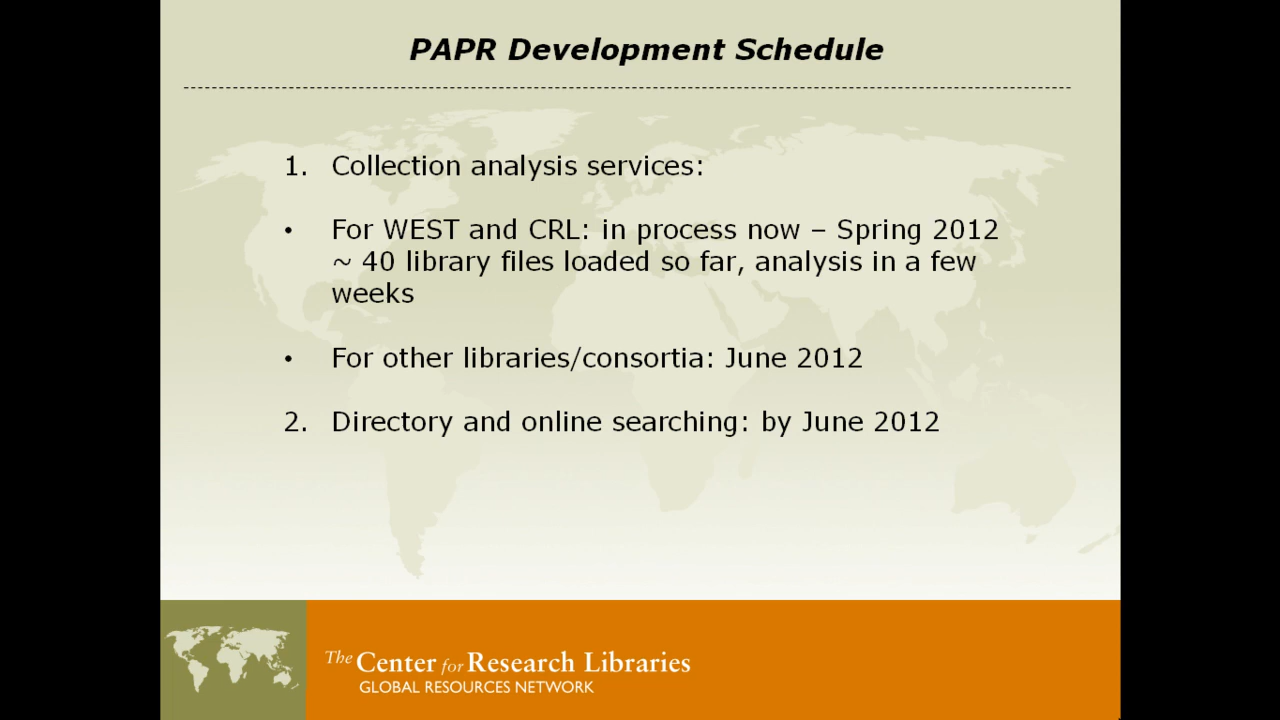 PAPR Development Schedule
1. Collection analysis services:
• For WEST and CRL: in process now – Spring 2012
~ 40 library files loaded so far, analysis in a few
weeks
• For other libraries/consortia: June 2012
2. Directory and online searching: by June 2012
The Center for Research Libraries
GLOBAL RESOURCES NETWORK